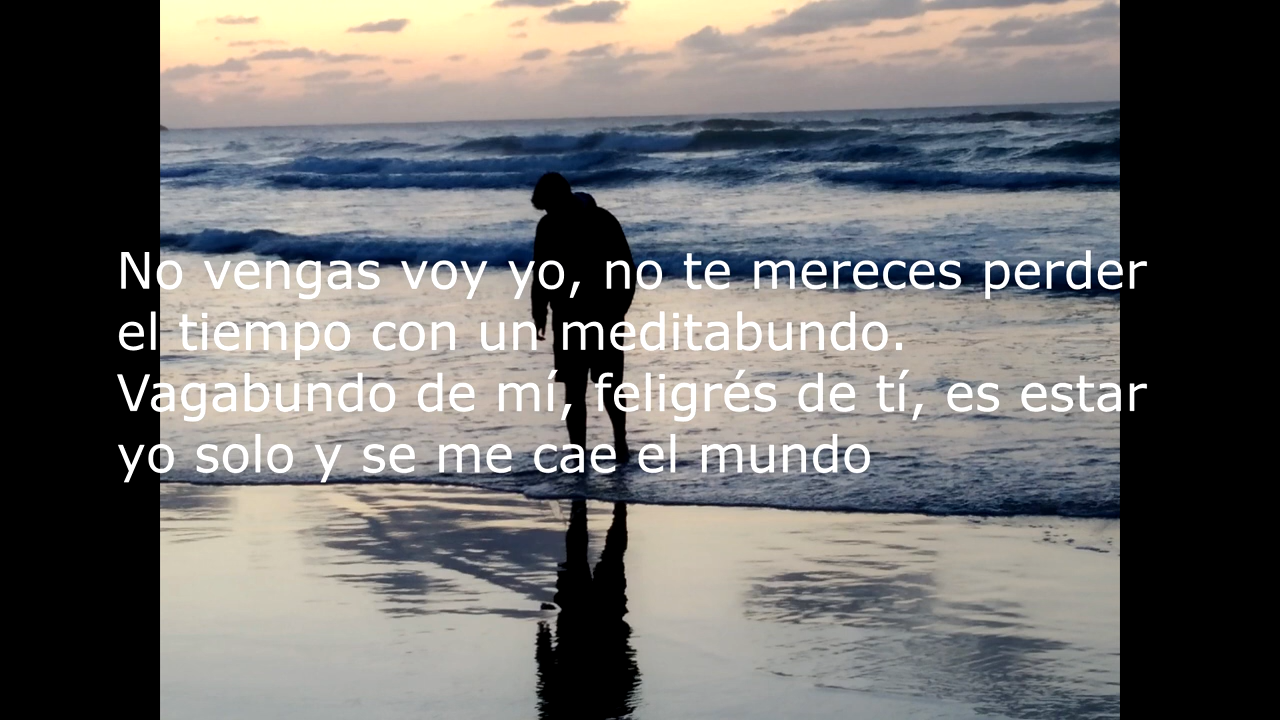 No vengas voy yo, no te mereces perder
el tiempo con un meditabundo.
Vagabundo de mí, feligrés de tí, es estar
yo solo y se me cae el mundo